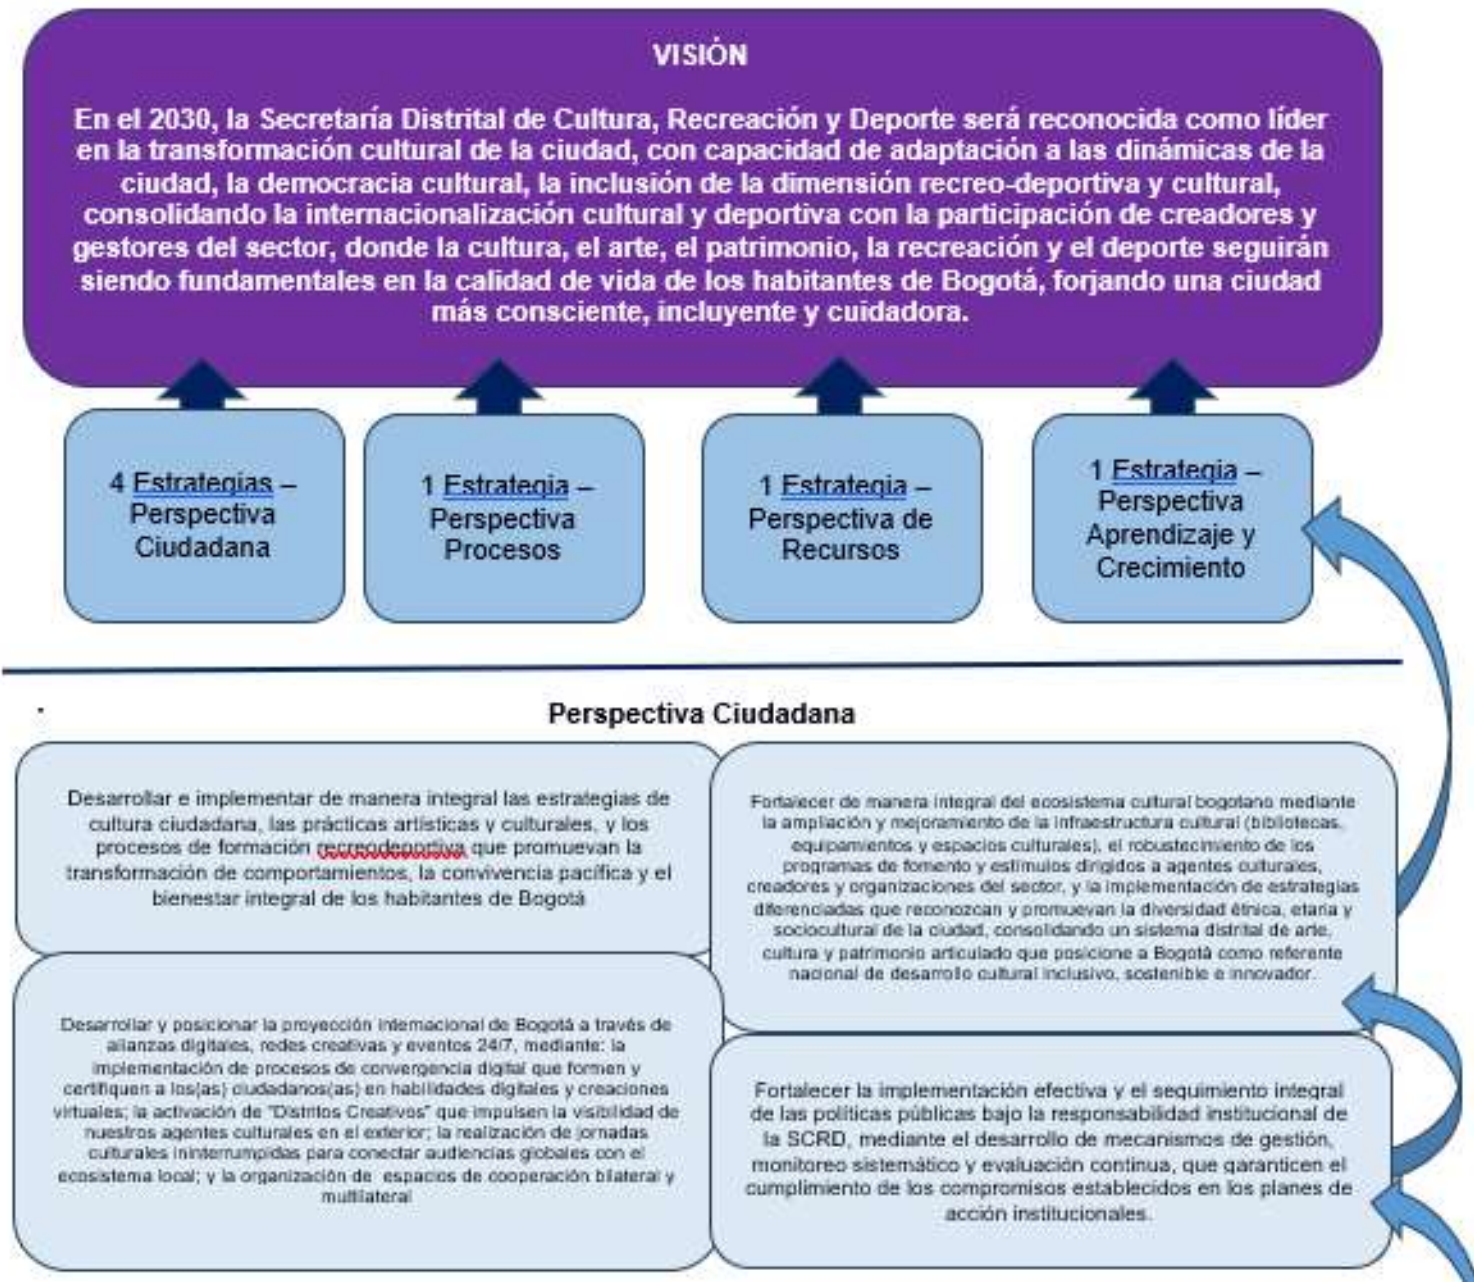 VISIÓN
En el 2030, la Secretaría Distrital de Cultura, Recreación y Deporte será reconocida como líder
en la transformación cultural de la ciudad, con capacidad de adaptación a las dinámicas de la
ciudad, la democracia cultural, la inclusión de la dimensión recreo-deportiva y cultural,
consolidando la internacionalización cultural y deportiva con la participación de creadores y
gestores del sector, donde la cultura, el arte, el patrimonio, la recreación y el deporte seguirán
siendo fundamentales en la calidad de vida de los habitantes de Bogotá, forjando una ciudad
más consciente, incluyente y cuidadora.
4 Estrategias –
Perspectiva
Ciudadana
1 Estrategia –
Perspectiva
Procesos
1 Estrategia –
Perspectiva de
Recursos
1 Estrategia –
Perspectiva
Aprendizaje y
Crecimiento
Perspectiva Ciudadana
Desarrollar e implementar de manera integral las estrategias de
cultura ciudadana, las prácticas artísticas y culturales, y los
procesos de formación recreodeportiva que promuevan la
transformación de comportamientos, la convivencia pacífica y el
bienestar integral de los habitantes de Bogotá
Fortalecer de manera integral del ecosistema cultural bogotano mediante
la ampliación y mejoramiento de la infraestructura cultural (bibliotecas,
equipamientos y espacios culturales), el robustecimiento de los
programas de fomento y estímulos dirigidos a agentes culturales,
creadores y organizaciones del sector, y la implementación de estrategias
diferenciadas que reconozcan y promuevan la diversidad étnica, etaria y
sociocultural de la ciudad, consolidando un sistema distrital de arte,
cultura y patrimonio articulado que posicione a Bogotá como referente
nacional de desarrollo cultural inclusivo, sostenible e innovador.
Desarrollar y posicionar la proyección internacional de Bogotá a través de
alianzas digitales, redes creativas y eventos 24/7, mediante: la
implementación de procesos de convergencia digital que formen y
certifiquen a los(as) ciudadanos(as) en habilidades digitales y creaciones
virtuales; la activación de "Distritos Creativos" que impulsen la visibilidad de
nuestros agentes culturales en el exterior; la realización de jornadas
culturales ininterrumpidas para conectar audiencias globales con el
ecosistema local; y la organización de espacios de cooperación bilateral y
multilateral
Fortalecer la implementación efectiva y el seguimiento integral
de las políticas públicas bajo la responsabilidad institucional de
la SCRD, mediante el desarrollo de mecanismos de gestión,
monitoreo sistemático y evaluación continua, que garanticen el
cumplimiento de los compromisos establecidos en los planes de
acción institucionales.